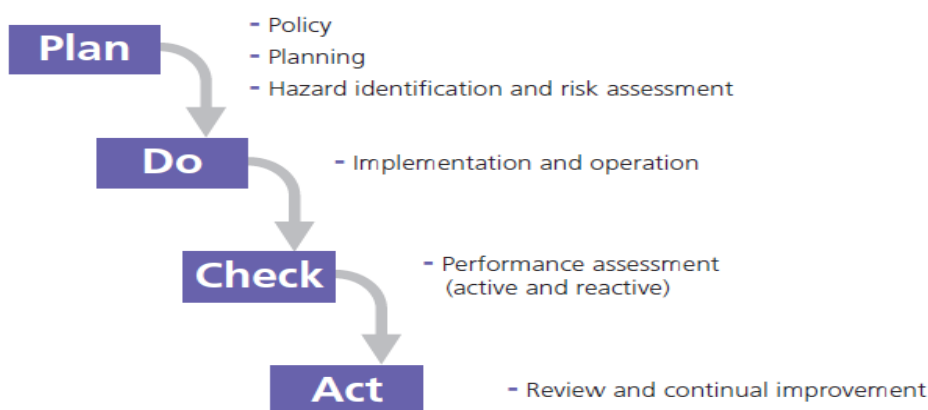 Plan
- Policy
- Planning
- Hazard identification and risk assessment
Do
- Implementation and operation
Check
- Performance assessment
(active and reactive)
Act
- Review and continual improvement